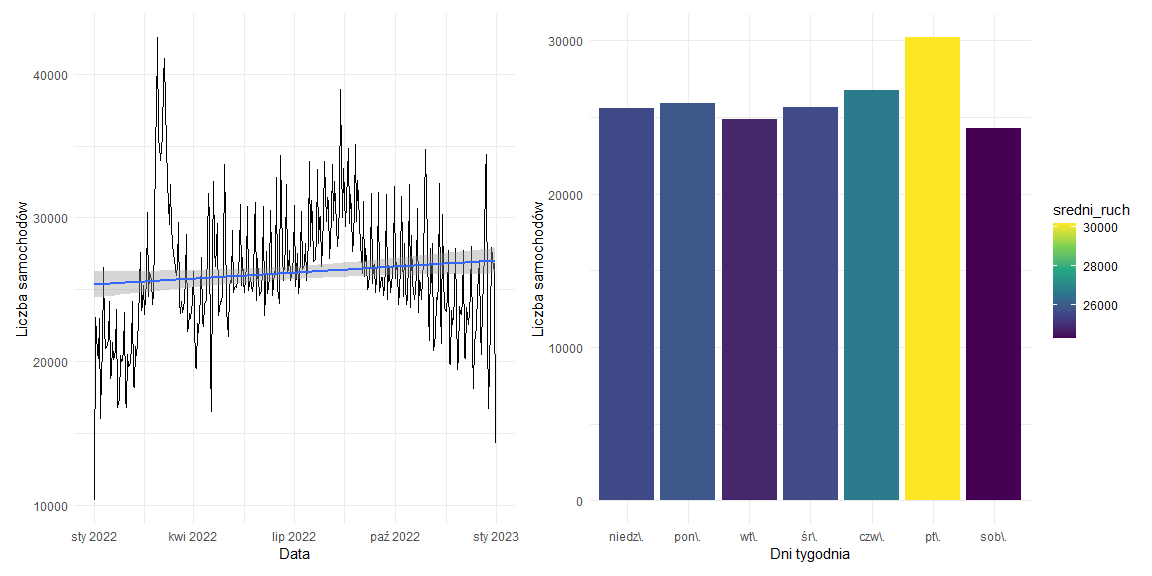 40000
30000
20000
10000
Liczba samochodów
sty 2022
kwi 2022
lip 2022
paź 2022
sty 2023
Data
30000
20000
10000
0
Liczba samochodów
niedz\.
pon\.
wt\.
śr\.
czw\.
pt\.
sob\.
Dni tygodnia
sredni_ruch
30000
28000
26000